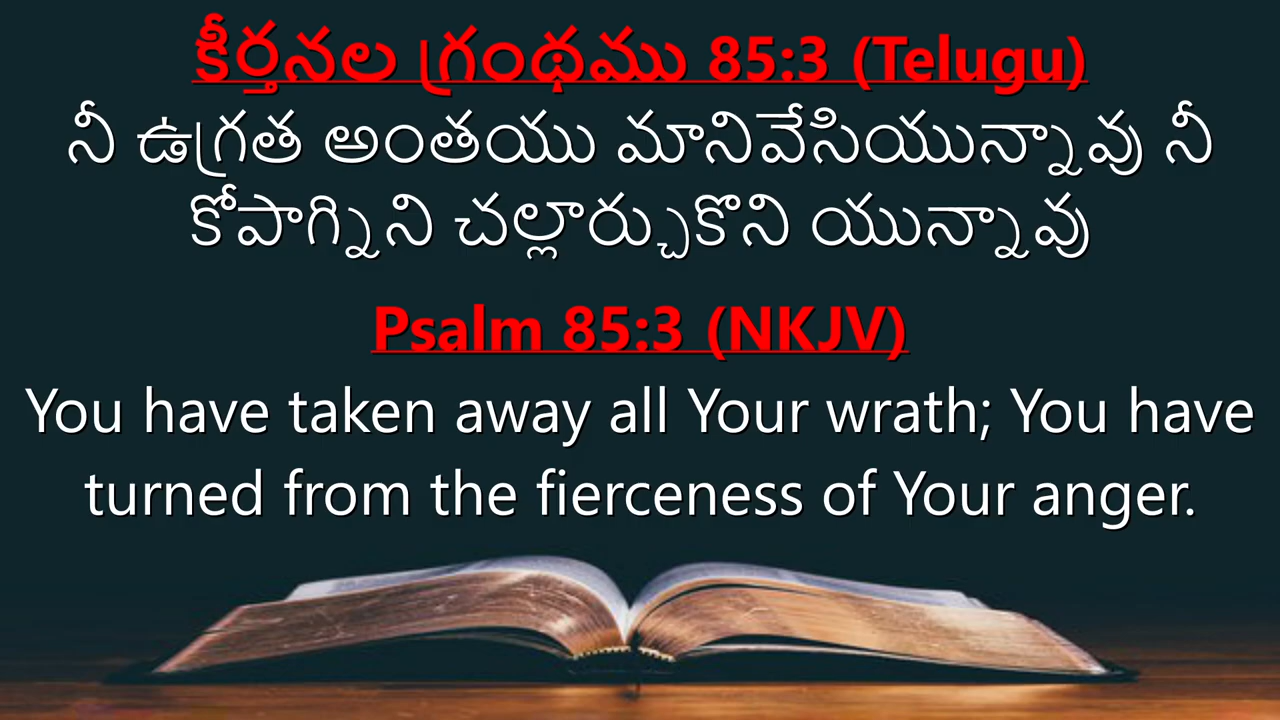 కీర్తనల గ్రంథము 85:3 (Telugu)
నీ ఉగ్రత అంతయు మానివేసియున్నావు నీ
కోపాగ్నిని చల్లార్చుకొని యున్నావు
Psalm 85:3 (NKJV)
You have taken away all Your wrath; You have
turned from the fierceness of Your anger.